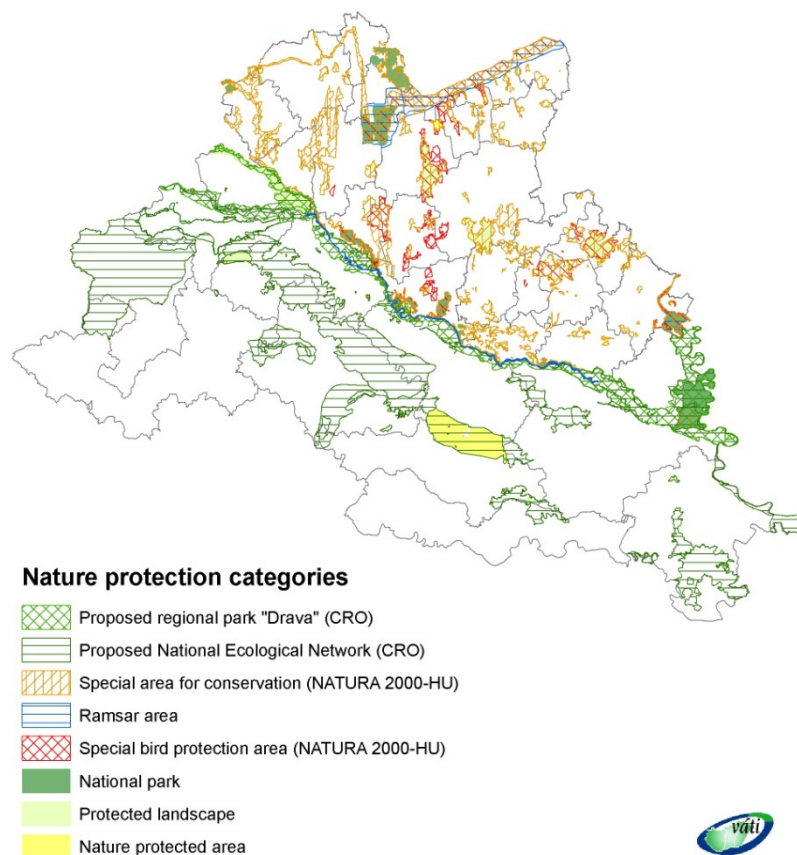 Nature protection categories
Proposed regional park "Drava" (CRO)
Proposed National Ecological Network (CRO)
Special area for conservation (NATURA 2000-HU)
Ramsar area
Special bird protection area (NATURA 2000-HU)
National park
Protected landscape
Nature protected area
váti